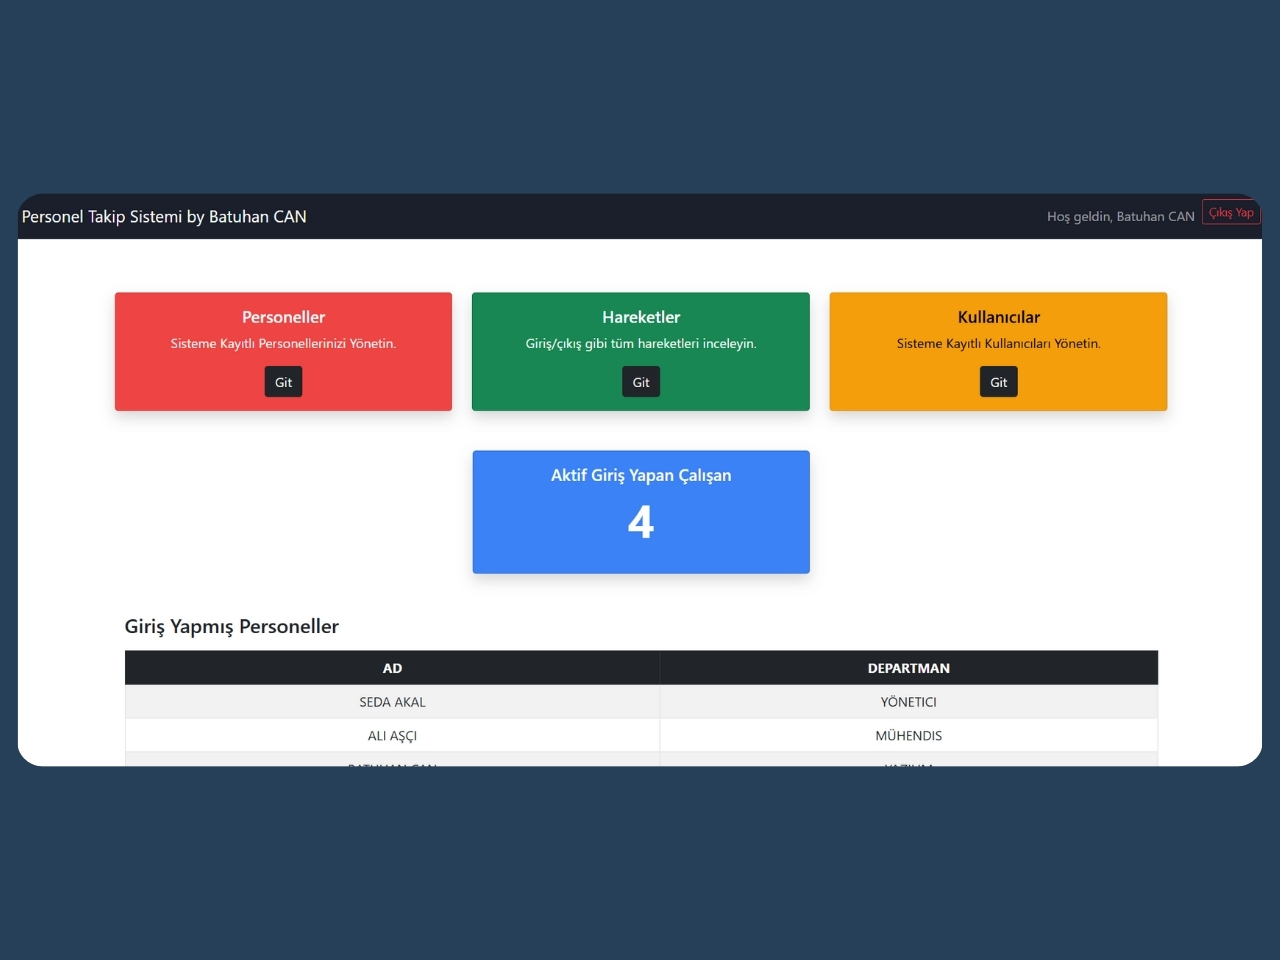 Personel Takip Sistemi by Batuhan CAN
Hoş geldin, Batuhan CAN
Çıkış Yap
Personeller
Sisteme Kayıtlı Personellerinizi Yönetin.
Git
Hareketler
Giriş/çıkış gibi tüm hareketleri inceleyin.
Git
Kullanıcılar
Sisteme Kayıtlı Kullanıcıları Yönetin.
Git
Aktif Giriş Yapan Çalışan
4
Giriş Yapmış Personeller
AD DEPARTMAN
SEDA AKAL YÖNETICI
ALI AŞÇI MÜHENDIS